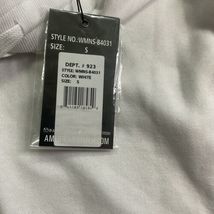 STYLE NO.:WMNS-B4031
SIZE: S
DEPT. # 923
STYLE: WMNS-B4031
COLOR: WHITE
SIZE: S